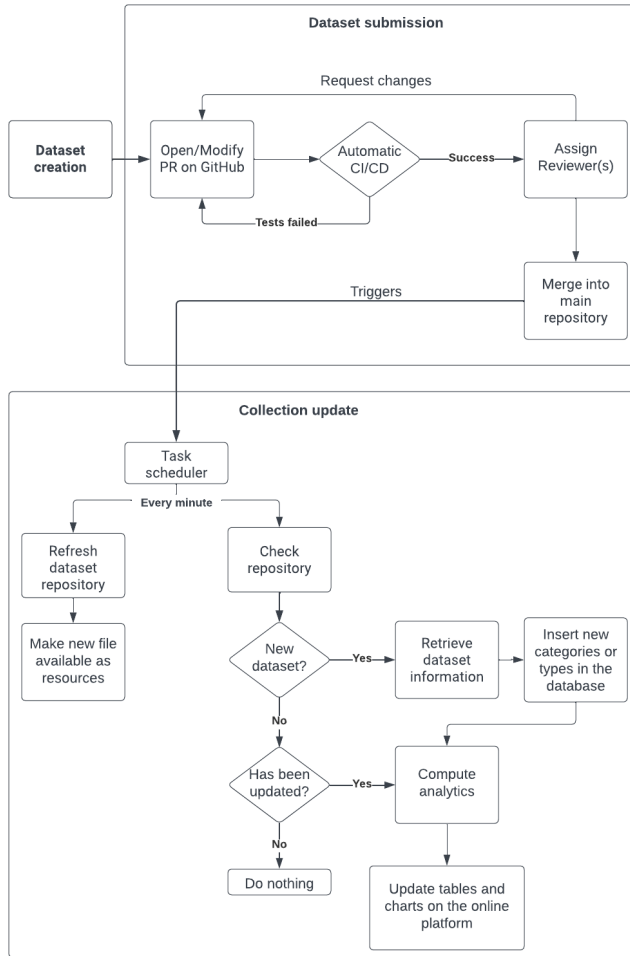 Dataset submission
Request changes
Dataset
creation
Open/Modify
PR on GitHub
Automatic
CI/CD
Success
Assign
Reviewer(s)
Tests failed
Merge into
main
repository
Triggers
Collection update
Task
scheduler
Every minute
Refresh
dataset
repository
Check
repository
Make new file
available as
resources
New
dataset?
Yes
Retrieve
dataset
information
Insert new
categories or
types in the
database
No
Has been
updated?
Yes
Compute
analytics
No
Do nothing
Update tables and
charts on the online
platform